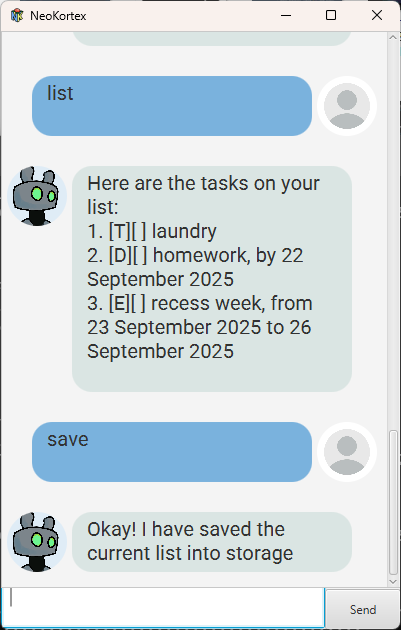 NeoKortex
list
Here are the tasks on your
list:
1. [T][ ] laundry
2. [D][ ] homework, by 22
September 2025
3. [E][ ] recess week, from
23 September 2025 to 26
September 2025
save
Okay! I have saved the
current list into storage
Send